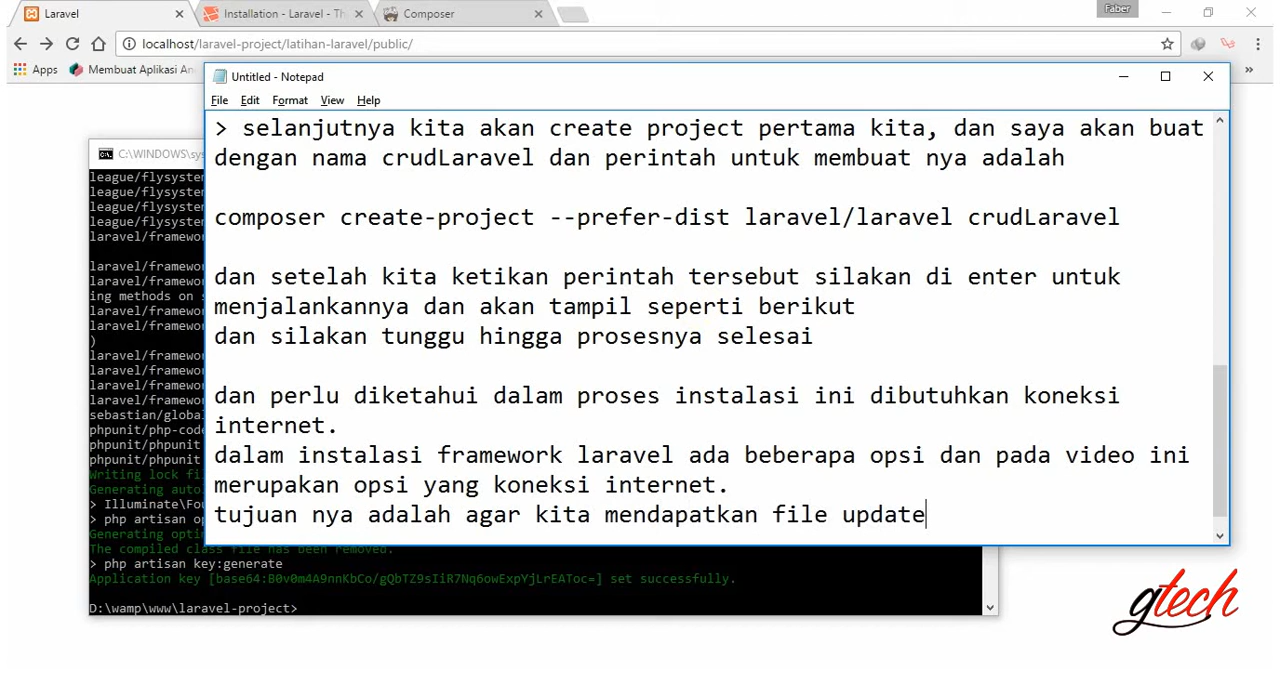 Laravel
Installation - Laravel - Th
Composer
Faber
localhost/laravel-project/latihan-laravel/public/
Apps
Membuat Aplikasi An
»
Untitled - Notepad
File Edit Format View Help
> selanjutnya kita akan create project pertama kita, dan saya akan buat
dengan nama crudLaravel dan perintah untuk membuat nya adalah
composer create-project --prefer-dist laravel/laravel crudLaravel
dan setelah kita ketikan perintah tersebut silakan di enter untuk
menjalankannya dan akan tampil seperti berikut
dan silakan tunggu hingga prosesnya selesai
dan perlu diketahui dalam proses instalasi ini dibutuhkan koneksi
internet.
dalam instalasi framework laravel ada beberapa opsi dan pada video ini
merupakan opsi yang koneksi internet.
tujuan nya adalah agar kita mendapatkan file update
C:\WINDOWS\sys
league/flysyste
league/flysyste
league/flysyste
league/flysyste
laravel/framewo
laravel/framewo
laravel/framewo
ing methods on s
laravel/framewo
laravel/framewo
)
laravel/framewo
laravel/framewo
laravel/framewo
laravel/framewo
sebastian/globa
phpunit/php-cod
phpunit/phpunit
phpunit/phpunit
Writing lock fi
Generating auto
> Illuminate\Fou
> php artisan op
Generating opti
The compiled class file has been removed.
> php artisan key:generate
Application key [base64:B0v0m4A9nnKbCo/gQbTZ9sIiR7Nq6owExpYjLrEAToc=] set successfully.
D:\wamp\www\laravel-project>
gtech